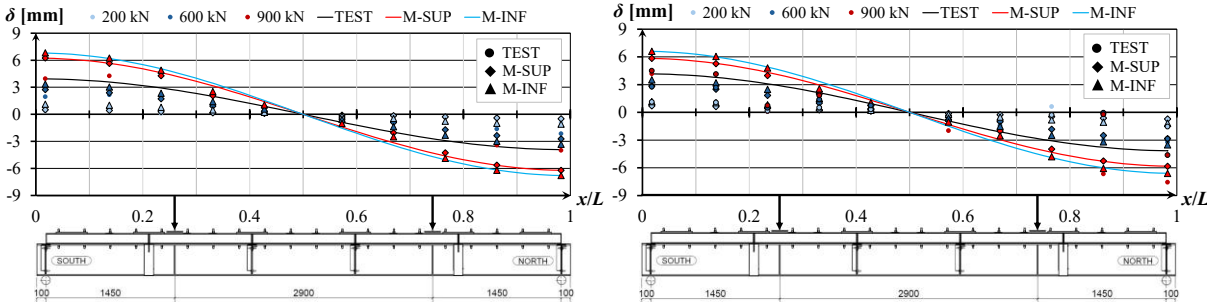 δ [mm]
200 kN 600 kN 900 kN TEST M-SUP M-INF
9
6
3
0
-3
-6
-9
TEST
M-SUP
M-INF
0 0.2 0.4 0.6 0.8 1
x/L
SOUTH NORTH
100 1450 2900 1450 100
δ [mm]
200 kN 600 kN 900 kN TEST M-SUP M-INF
9
6
3
0
-3
-6
-9
TEST
M-SUP
M-INF
0 0.2 0.4 0.6 0.8 1
x/L
SOUTH NORTH
100 1450 2900 1450 100